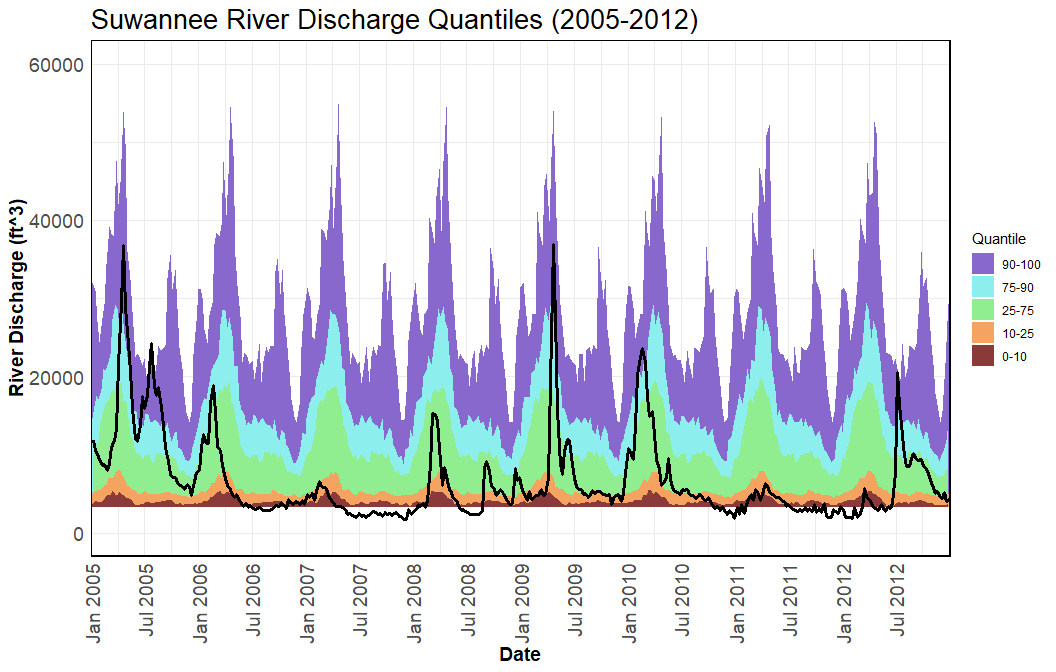 Suwannee River Discharge Quantiles (2005-2012)
River Discharge (ft^3)
60000
40000
20000
0
Jan 2005
Jul 2005
Jan 2006
Jul 2006
Jan 2007
Jul 2007
Jan 2008
Jul 2008
Jan 2009
Jul 2009
Jan 2010
Jul 2010
Jan 2011
Jul 2011
Jan 2012
Jul 2012
Date
Quantile
90-100
75-90
25-75
10-25
0-10